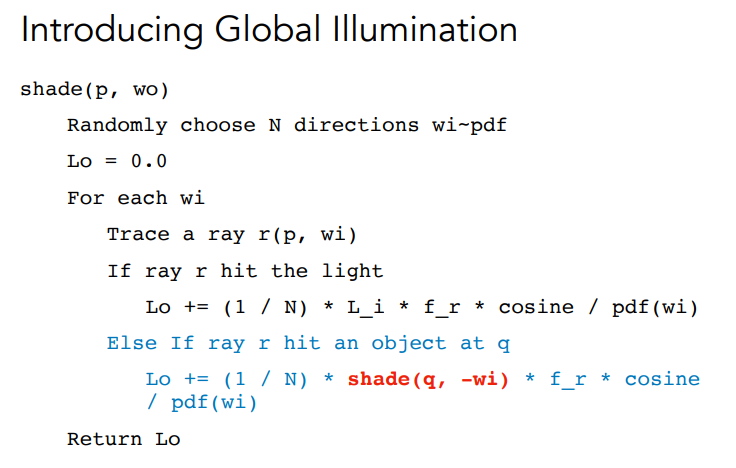 Introducing Global Illumination
shade(p, wo)
Randomly choose N directions wi~pdf
Lo = 0.0
For each wi
Trace a ray r(p, wi)
If ray r hit the light
Lo += (1 / N) * L_i * f_r * cosine / pdf(wi)
Else If ray r hit an object at q
Lo += (1 / N) * shade(q, -wi) * f_r * cosine
/ pdf(wi)
Return Lo